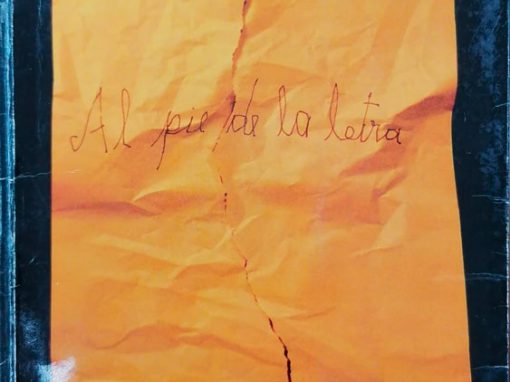 Al pie de la letra